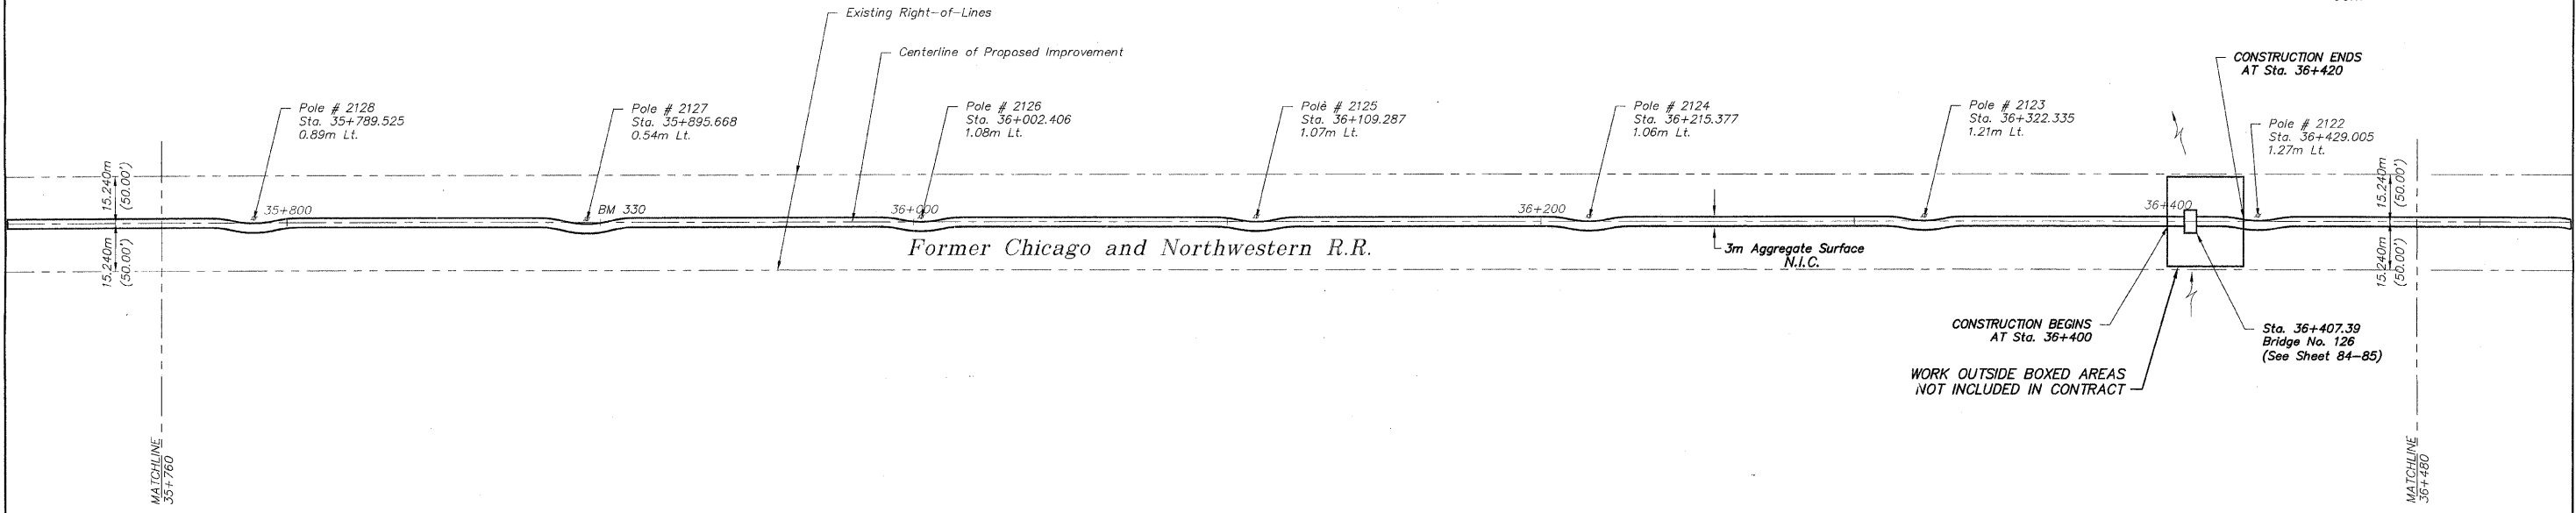 Existing Right-of-Lines
Centerline of Proposed Improvement
CONSTRUCTION ENDS
AT Sta. 36+420
Pole # 2128
Sta. 35+789.525
0.89m Lt.
Pole # 2127
Sta. 35+895.668
0.54m Lt.
Pole # 2126
Sta. 36+002.406
1.08m Lt.
Pole # 2125
Sta. 36+109.287
1.07m Lt.
Pole # 2124
Sta. 36+215.377
1.06m Lt.
Pole # 2123
Sta. 36+322.335
1.21m Lt.
Pole # 2122
Sta. 36+429.005
1.27m Lt.
15.240m
(50.00')
15.240m
(50.00')
35+800
BM 330
36+000
36+200
36+400
15.240m
(50.00')
15.240m
(50.00')
Former Chicago and Northwestern R.R.
3m Aggregate Surface
N.I.C.
CONSTRUCTION BEGINS
AT Sta. 36+400
Sta. 36+407.39
Bridge No. 126
(See Sheet 84-85)
WORK OUTSIDE BOXED AREAS
NOT INCLUDED IN CONTRACT
MATCHLINE
35+760
MATCHLINE
36+480